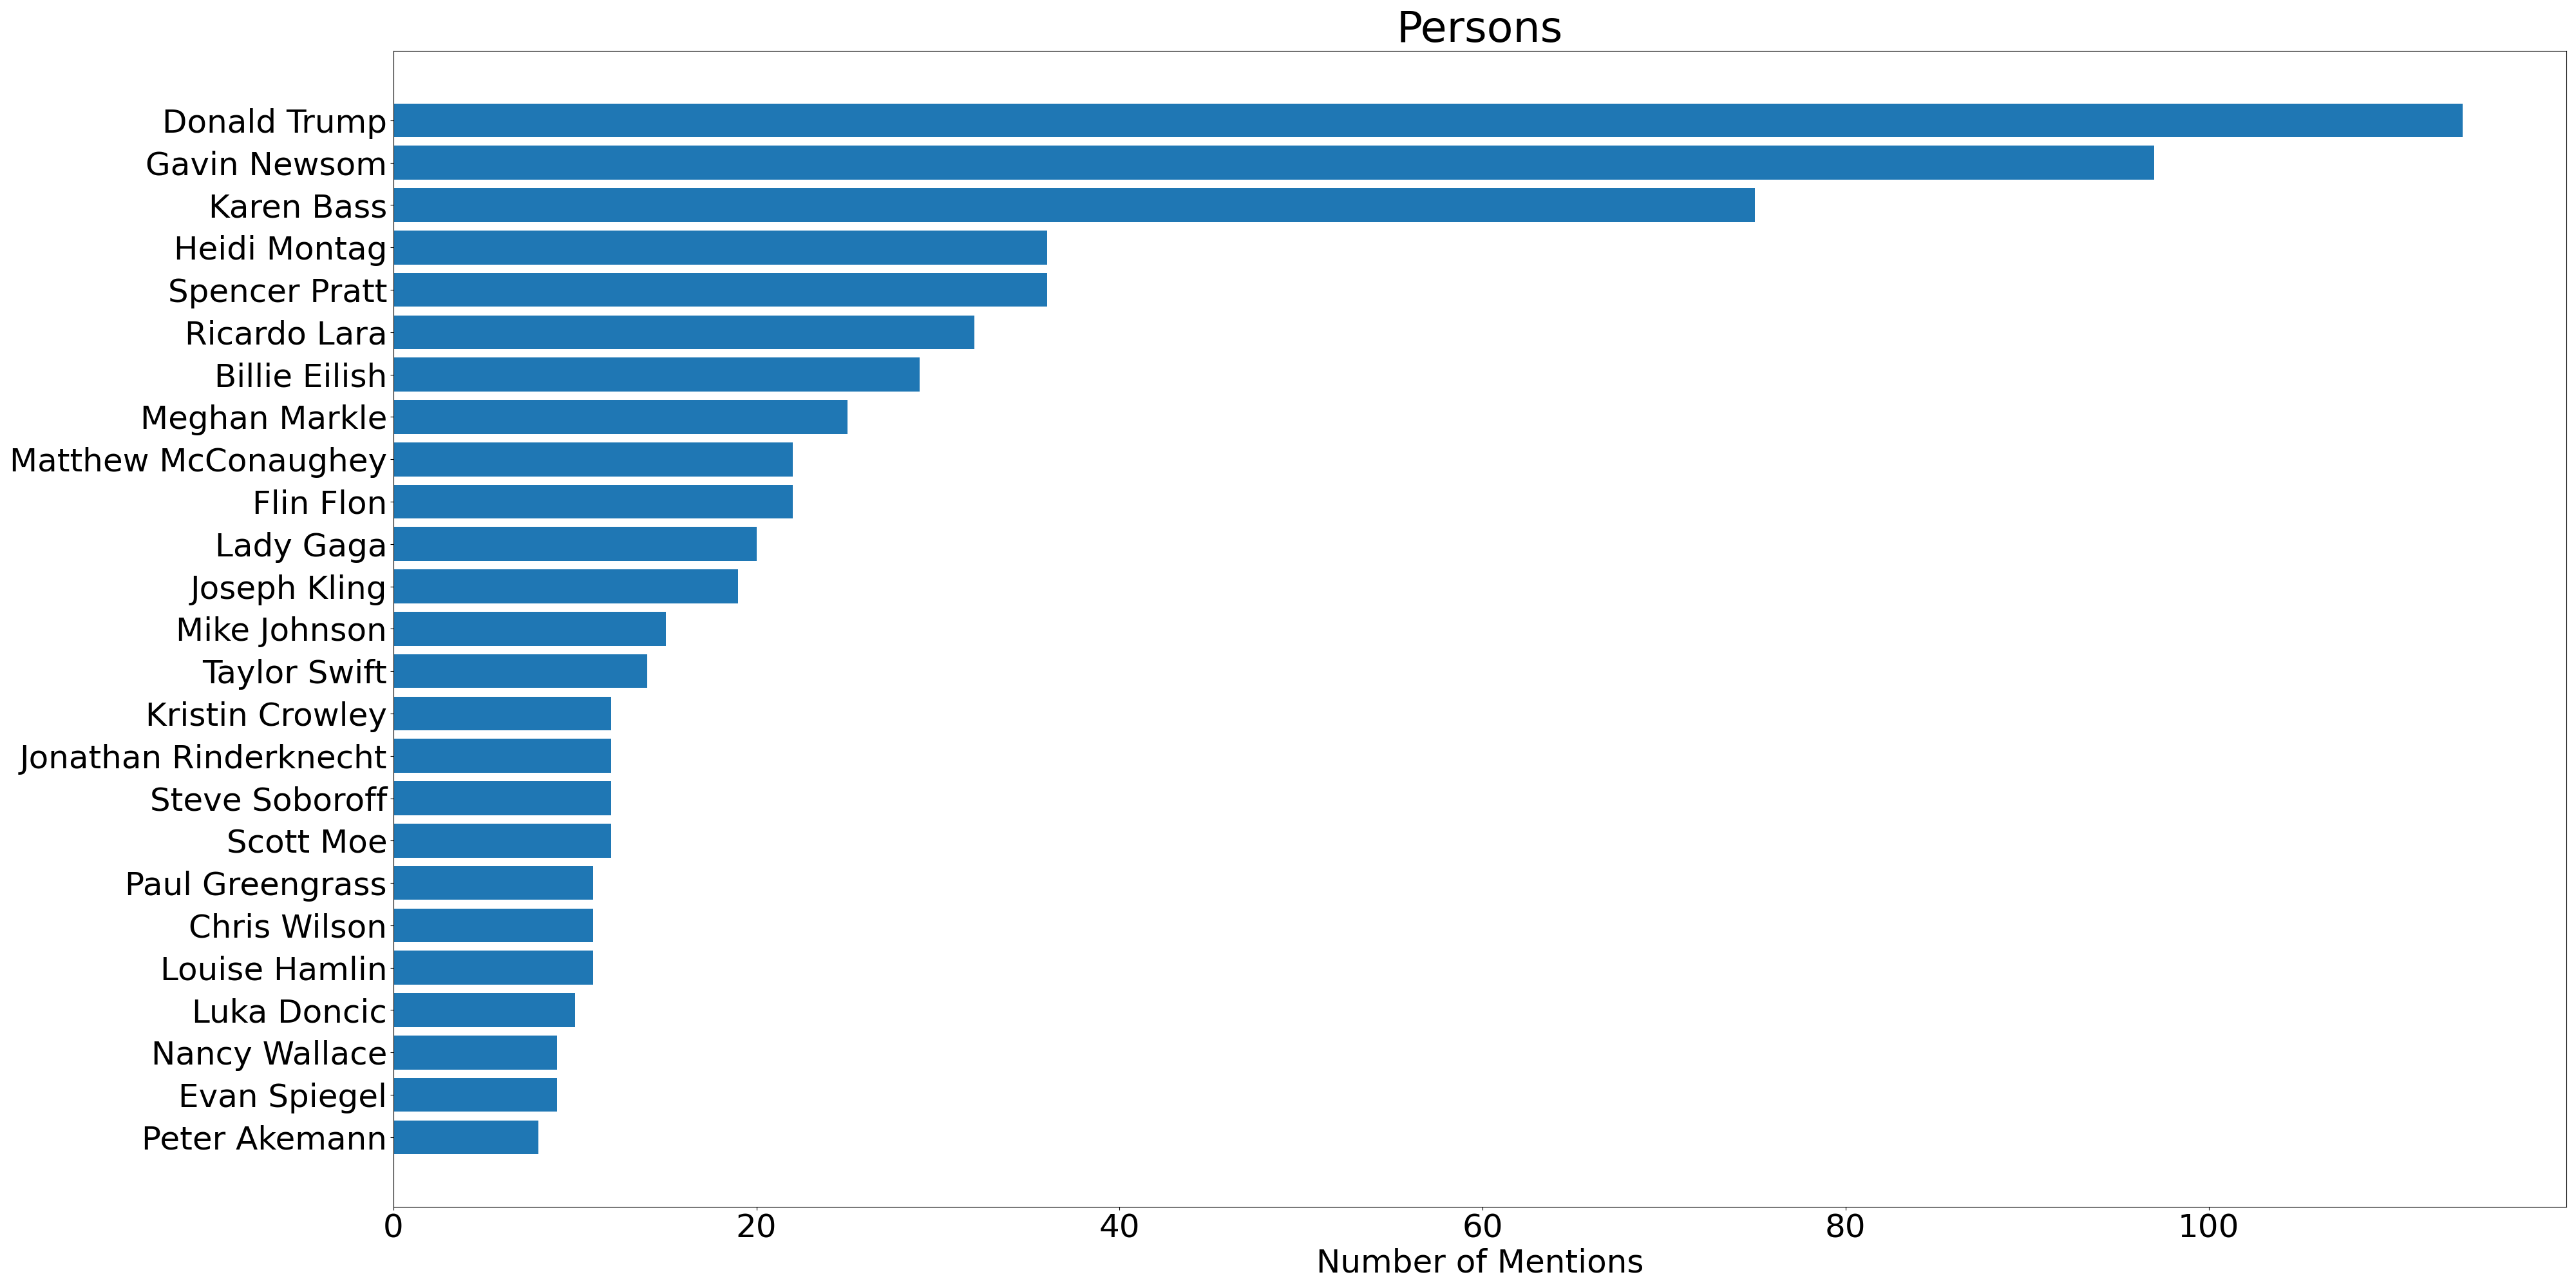 Persons
Donald Trump
Gavin Newsom
Karen Bass
Heidi Montag
Spencer Pratt
Ricardo Lara
Billie Eilish
Meghan Markle
Matthew McConaughey
Flin Flon
Lady Gaga
Joseph Kling
Mike Johnson
Taylor Swift
Kristin Crowley
Jonathan Rinderknecht
Steve Soboroff
Scott Moe
Paul Greengrass
Chris Wilson
Louise Hamlin
Luka Doncic
Nancy Wallace
Evan Spiegel
Peter Akemann
0 20 40 60 80 100
Number of Mentions